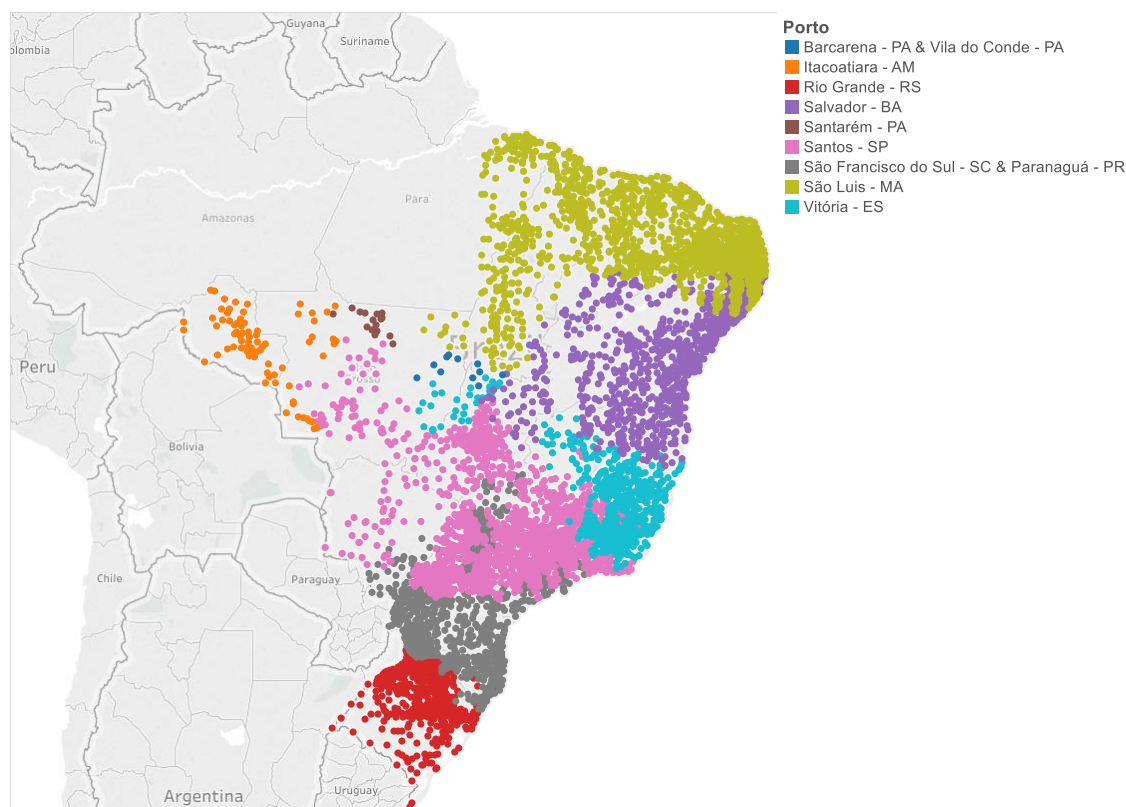 Guyana
olombia
Suriname
Amazonas
Para
Peru
Bolivia
Chile
Paraguay
Uruguay
Argentina
Porto
Barcarena - PA & Vila do Conde - PA
Itacoatiara - AM
Rio Grande - RS
Salvador - BA
Santarém - PA
Santos - SP
São Francisco do Sul - SC & Paranaguá - PR
São Luis - MA
Vitória - ES